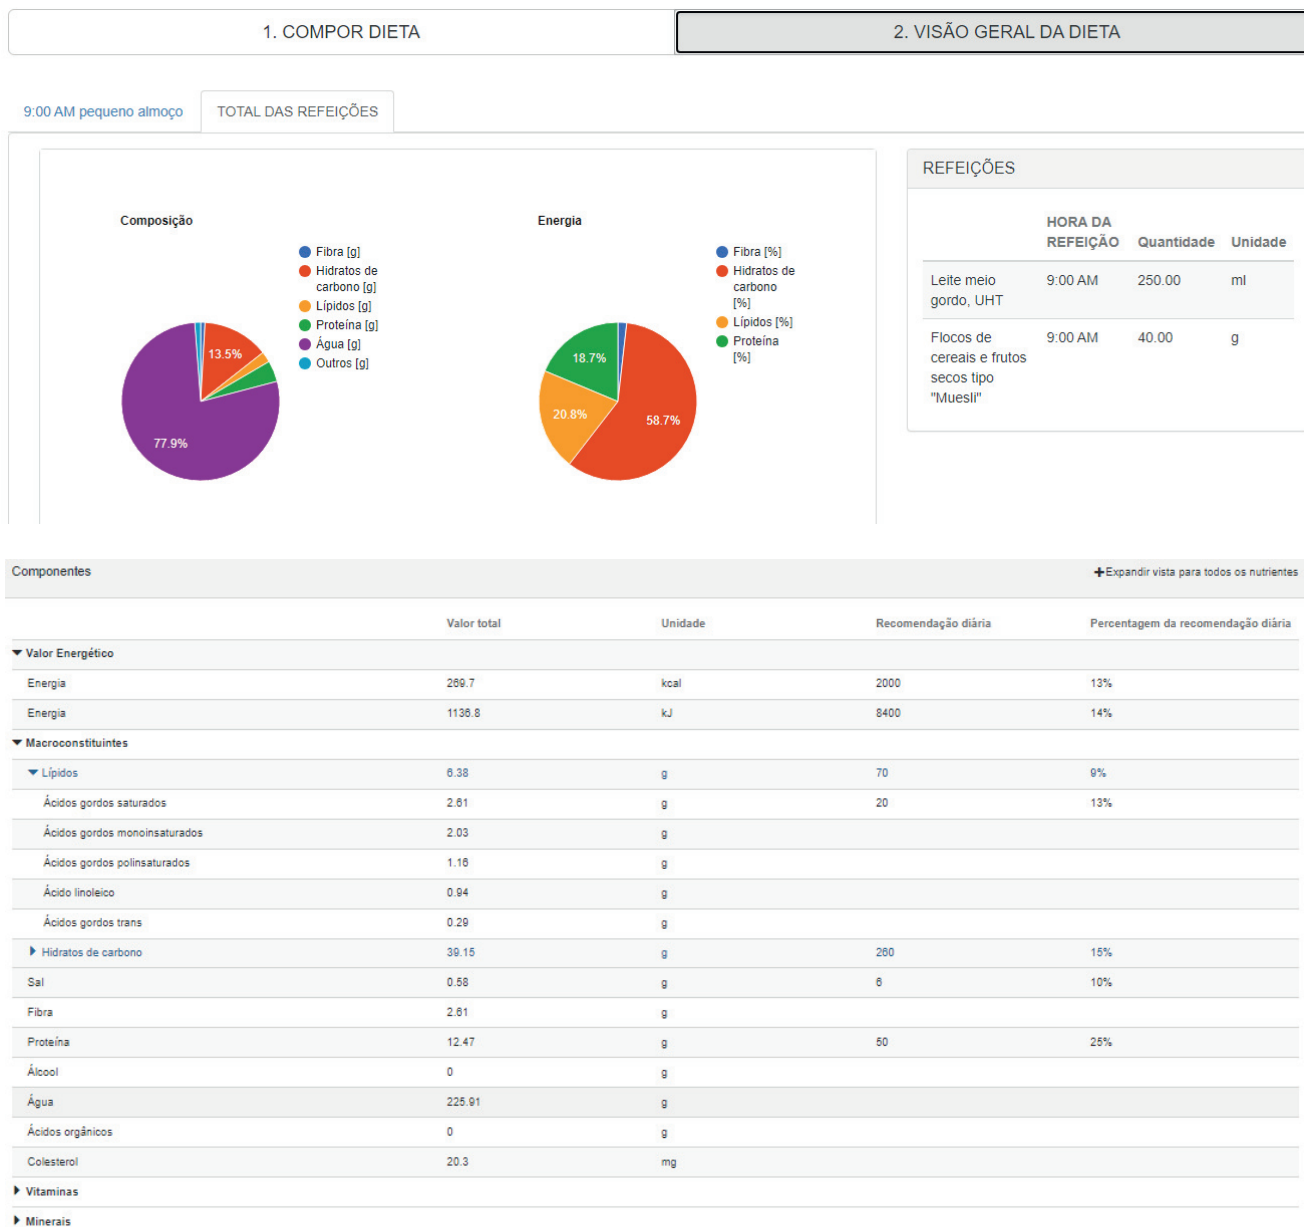 1. COMPOR DIETA
2. VISÃO GERAL DA DIETA
9:00 AM pequeno almoço
TOTAL DAS REFEIÇÕES
Composição
Fibra [g]
Hidratos de
carbono [g]
Lípidos [g]
Proteína [g]
Água [g]
Outros [g]
13.5%
77.9%
Energia
Fibra [%]
Hidratos de
carbono
[%]
Lípidos [%]
Proteína
[%]
18.7%
20.8%
58.7%
REFEIÇÕES
HORA DA
REFEIÇÃO Quantidade Unidade
Leite meio 9:00 AM 250.00 ml
gordo, UHT
Flocos de 9:00 AM 40.00 g
cereais e frutos
secos tipo
"Muesli"
Componentes
+Expandir vista para todos os nutrientes
Valor total Unidade Recomendação diária Percentagem da recomendação diária
Valor Energético
Energia 269.7 kcal 2000 13%
Energia 1136.8 kJ 8400 14%
Macroconstituintes
Lípidos 6.38 g 70 9%
Ácidos gordos saturados 2.61 g 20 13%
Ácidos gordos monoinsaturados 2.03 g
Ácidos gordos polinsaturados 1.16 g
Ácido linoleico 0.94 g
Ácidos gordos trans 0.29 g
Hidratos de carbono 39.15 g 260 15%
Sal 0.58 g 6 10%
Fibra 2.61 g
Proteína 12.47 g 50 25%
Álcool 0 g
Água 225.91 g
Ácidos orgânicos 0 g
Colesterol 20.3 mg
Vitaminas
Minerais